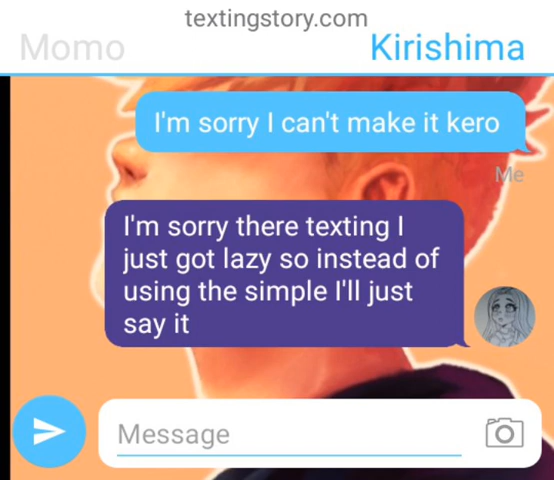 textingstory.com
Momo Kirishima
I'm sorry I can't make it kero
Me
I'm sorry there texting I
just got lazy so instead of
using the simple I'll just
say it
Message